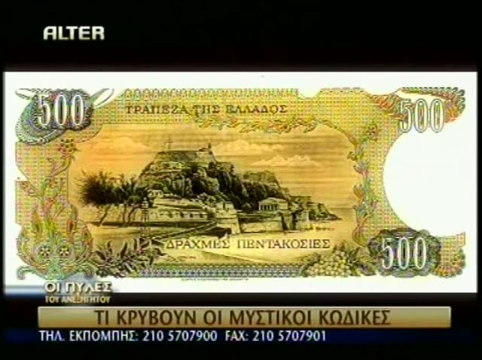 ALTER
500
500
ΤΡΑΠΕΖΑ ΤΗΣ ΕΛΛΑΔΟΣ
ΔΡΑΧΜΕΣ ΠΕΝΤΑΚΟΣΙΕΣ
500
ΟΙ ΠΥΛΕΣ
ΤΟΥ ΑΝΕΞΗΓΗΤΟΥ
ΤΙ ΚΡΥΒΟΥΝ ΟΙ ΜΥΣΤΙΚΟΙ ΚΩΔΙΚΕΣ
ΤΗΛ. ΕΚΠΟΜΠΗΣ: 210 5707900 FAX: 210 5707901